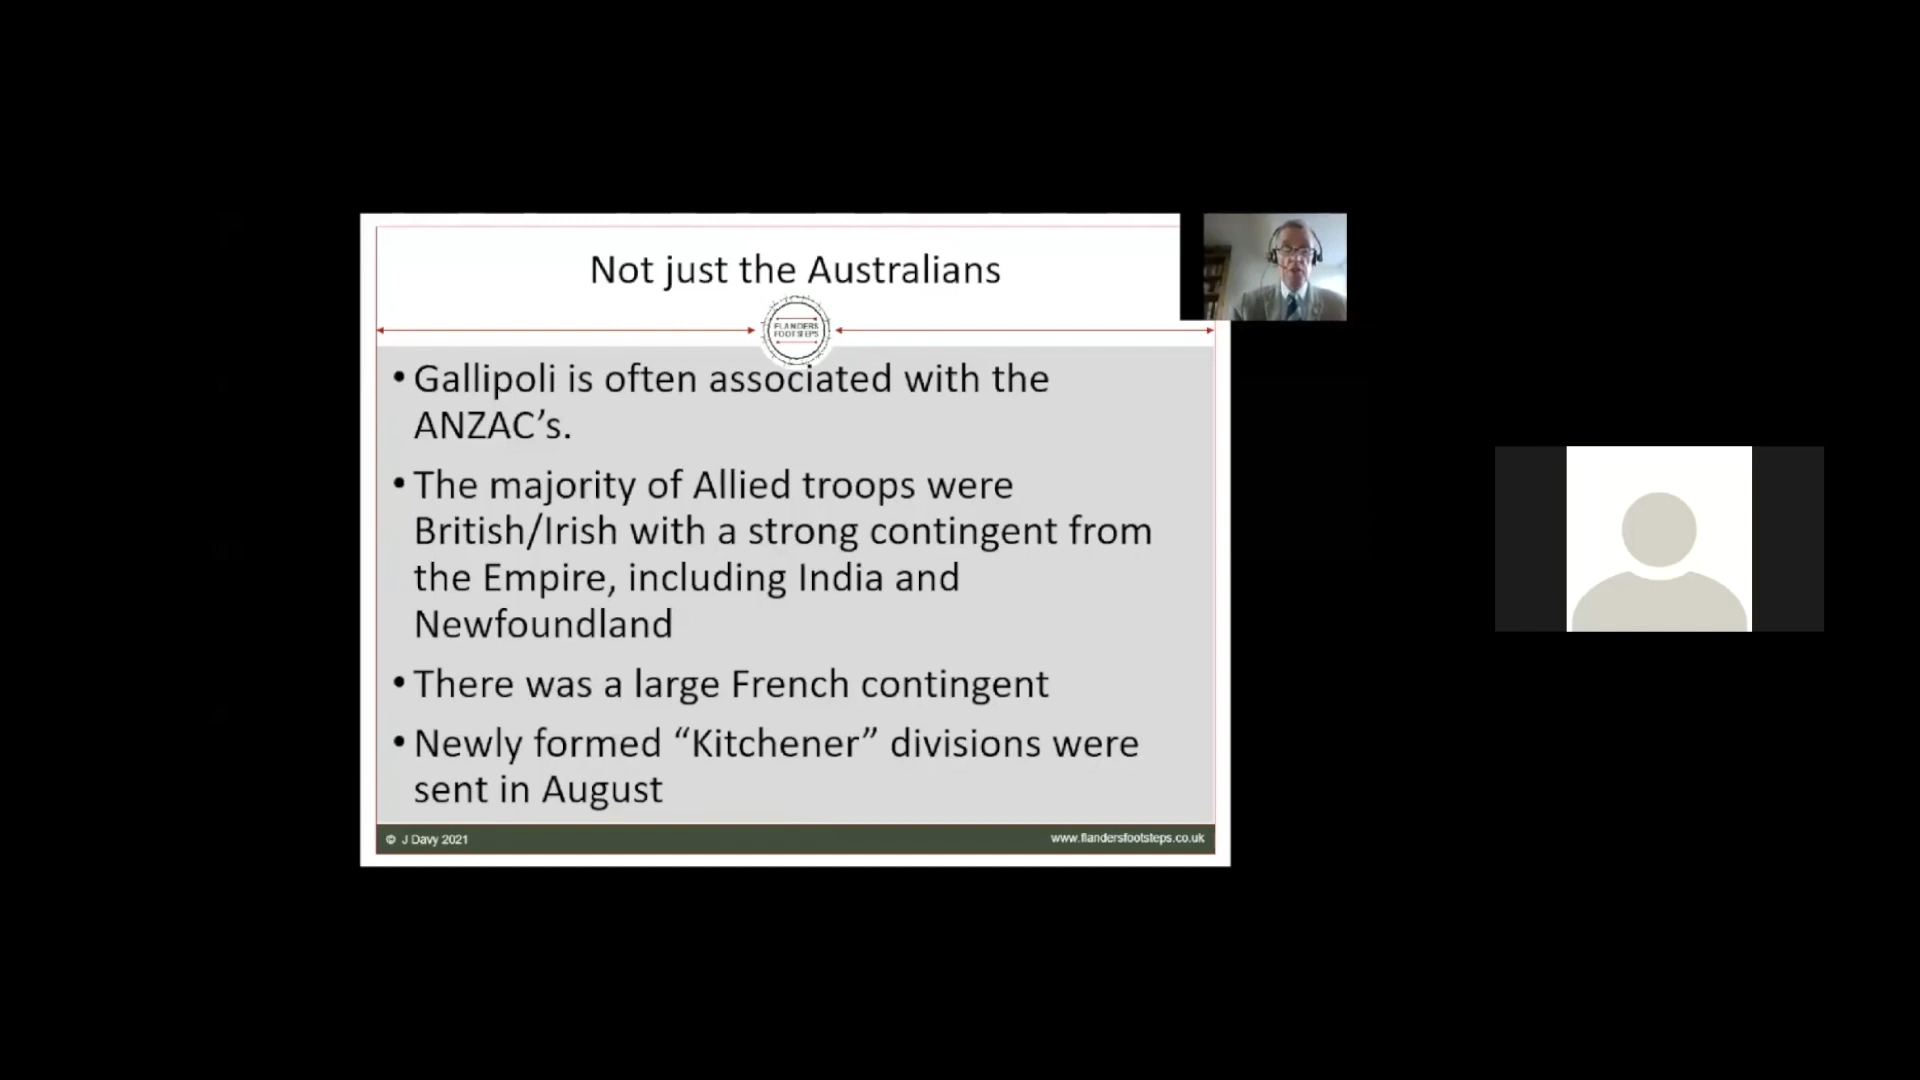 Not just the Australians
FLANDERS
FOOTSTEPS
• Gallipoli is often associated with the
ANZAC’s.
• The majority of Allied troops were
British/Irish with a strong contingent from
the Empire, including India and
Newfoundland
• There was a large French contingent
• Newly formed “Kitchener” divisions were
sent in August
© J Davy 2021
www.flandersfootsteps.co.uk